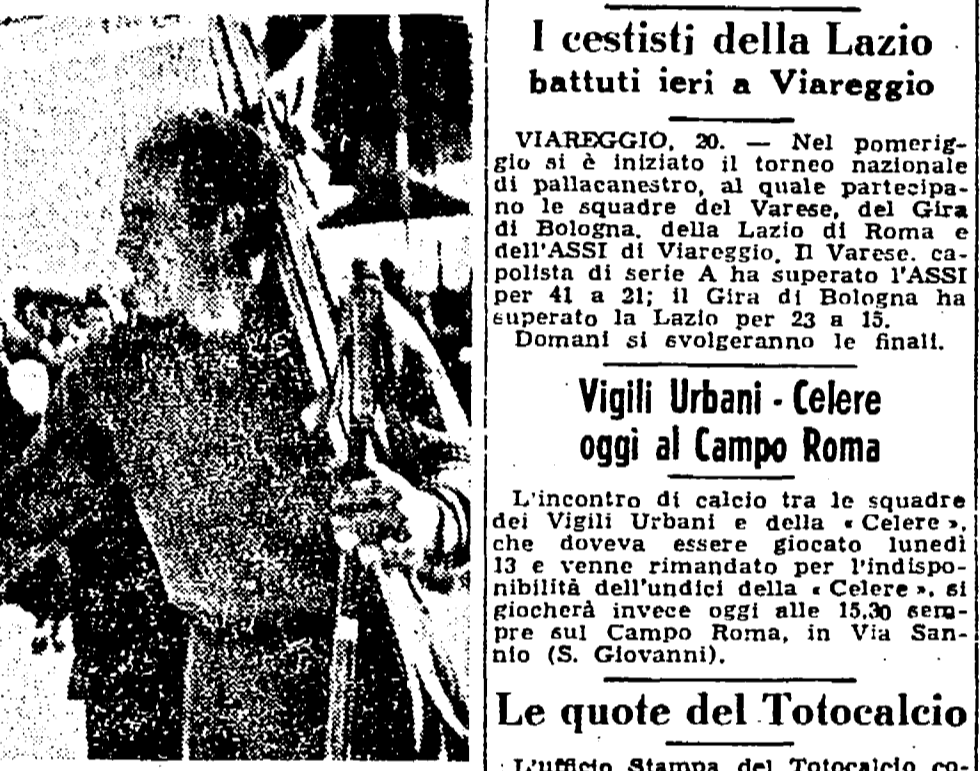 I cestisti della Lazio
battuti ieri a Viareggio
VIAREGGIO, 20. — Nel pomerig-
gio si è iniziato il torneo nazionale
di pallacanestro, al quale partecipa-
no le squadre del Varese, del Gira
di Bologna, della Lazio di Roma e
dell'ASSI di Viareggio. Il Varese, ca-
polista di serie A ha superato l'ASSI
per 41 a 21; il Gira di Bologna ha
superato la Lazio per 23 a 15.
Domani si svolgeranno le finali.
Vigili Urbani - Celere
oggi al Campo Roma
L'incontro di calcio tra le squadre
dei Vigili Urbani e della « Celere »,
che doveva essere giocato lunedì
13 e venne rimandato per l'indispo-
nibilità dell'undici della « Celere », si
giocherà invece oggi alle 15.30 sem-
pre sul Campo Roma, in Via San-
nio (S. Giovanni).
Le quote del Totocalcio
L'ufficio Stampa del Totocalcio co-